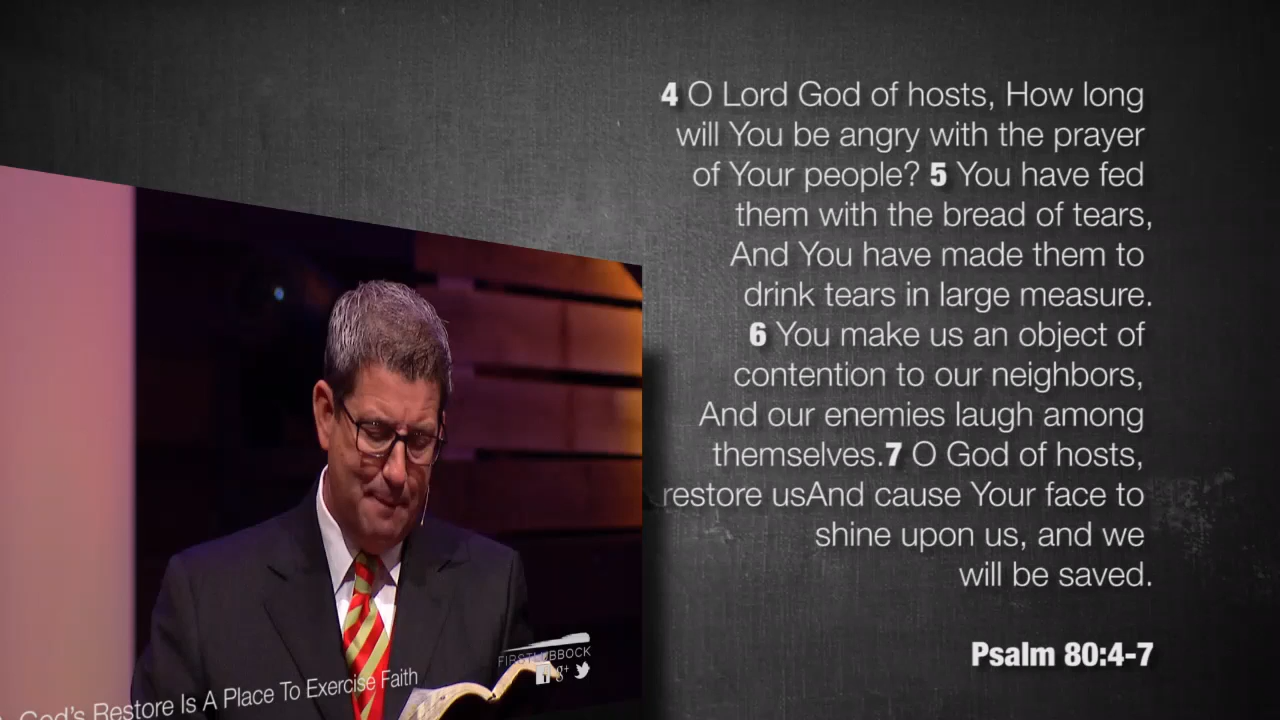 4 O Lord God of hosts, How long
will You be angry with the prayer
of Your people? 5 You have fed
them with the bread of tears,
And You have made them to
drink tears in large measure.
6 You make us an object of
contention to our neighbors,
And our enemies laugh among
themselves.7 O God of hosts,
restore usAnd cause Your face to
shine upon us, and we
will be saved.
Psalm 80:4-7
FIRSTLUBBOCK
g+
God's Restore Is A Place To Exercise Faith